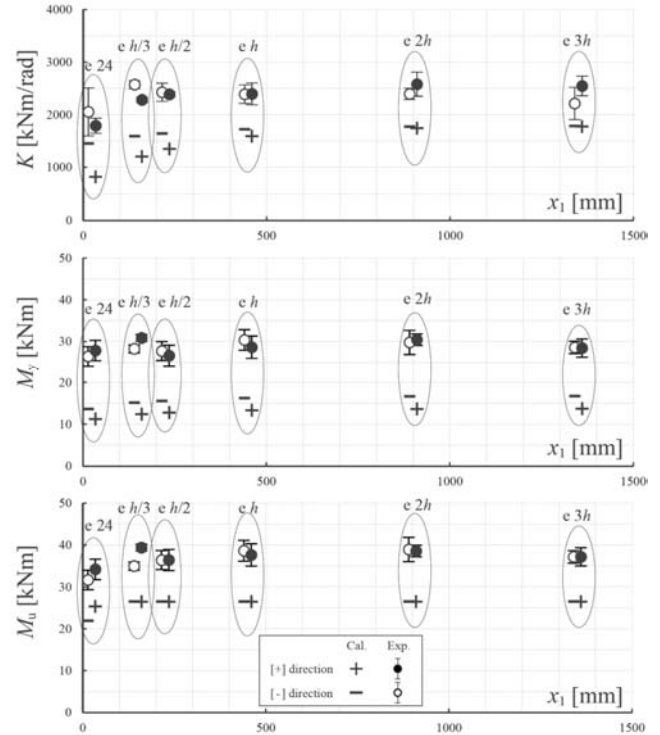 4000
3000
2000
1000
0
K [kNm/rad]
e 24
e h/3
e h/2
e h
e 2h
e 3h
x₁ [mm]
0
500
1000
1500
50
40
30
20
10
0
M_y [kNm]
e 24
e h/3
e h/2
e h
e 2h
e 3h
x₁ [mm]
0
500
1000
1500
50
40
30
20
10
0
M_u [kNm]
e 24
e h/3
e h/2
e h
e 2h
e 3h
Cal. Exp.
[+] direction
[-] direction
x₁ [mm]
0
500
1000
1500